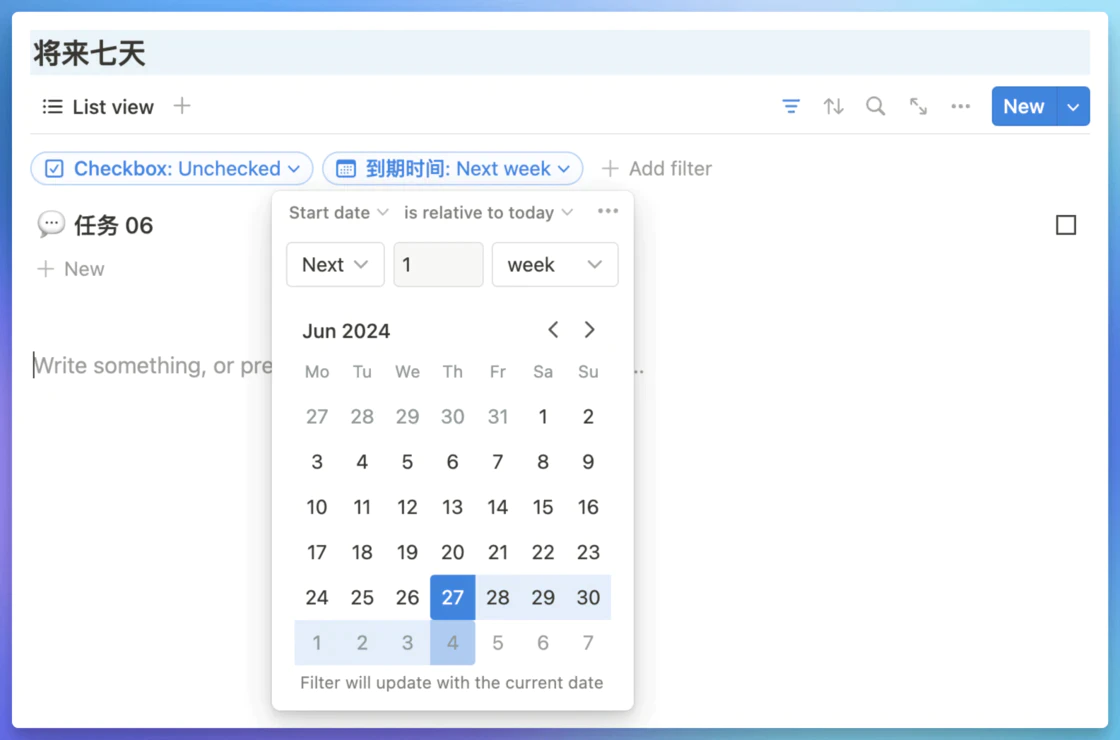 将来七天
List view
New
Checkbox: Unchecked
到期时间: Next week
Add filter
Start date is relative to today
任务 06
Next 1 week
New
Jun 2024
Write something, or pre
Mo Tu We Th Fr Sa Su
27 28 29 30 31 1 2
3 4 5 6 7 8 9
10 11 12 13 14 15 16
17 18 19 20 21 22 23
24 25 26 27 28 29 30
1 2 3 4 5 6 7
Filter will update with the current date